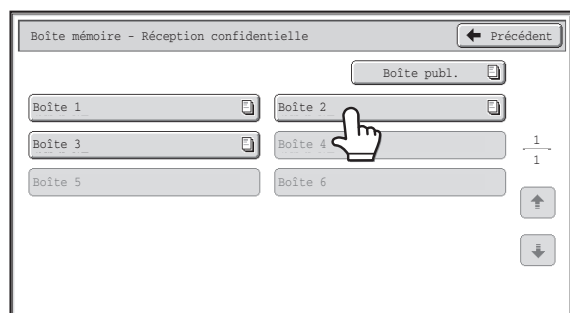 Boîte mémoire - Réception confidentielle
Précédent
Boîte publ.
Boîte 1
Boîte 2
Boîte 3
Boîte 4
1
1
Boîte 5
Boîte 6